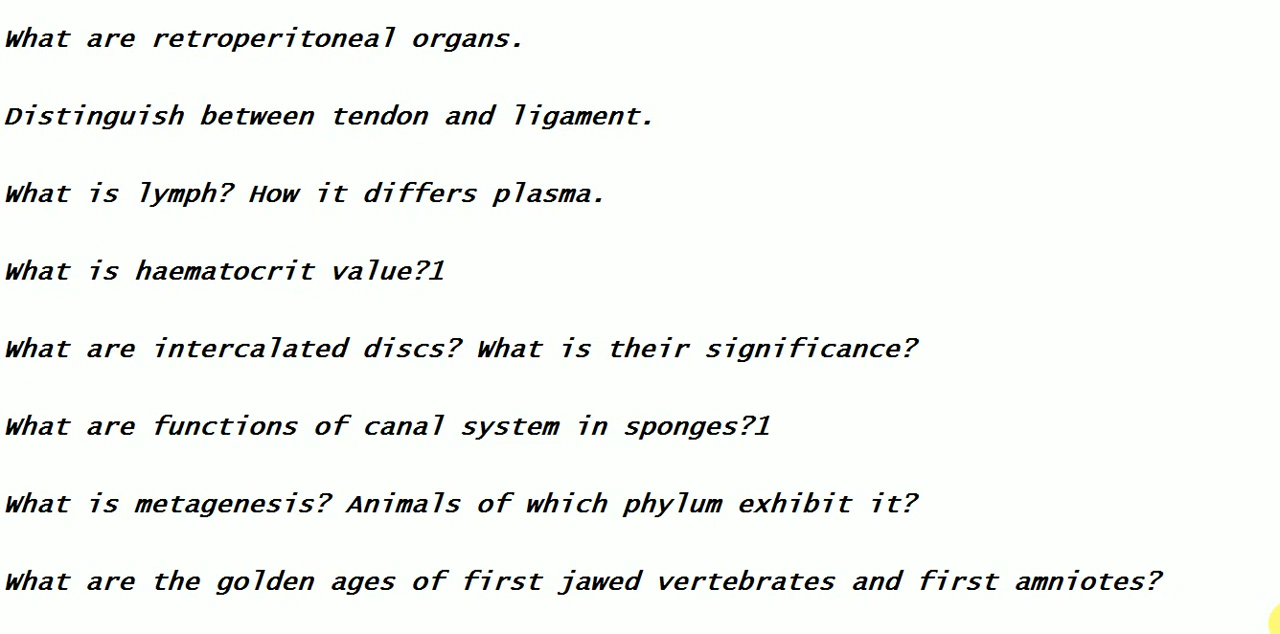 What are retroperitoneal organs.
Distinguish between tendon and ligament.
What is lymph? How it differs plasma.
What is haematocrit value?1
What are intercalated discs? What is their significance?
What are functions of canal system in sponges?1
What is metagenesis? Animals of which phylum exhibit it?
What are the golden ages of first jawed vertebrates and first amniotes?